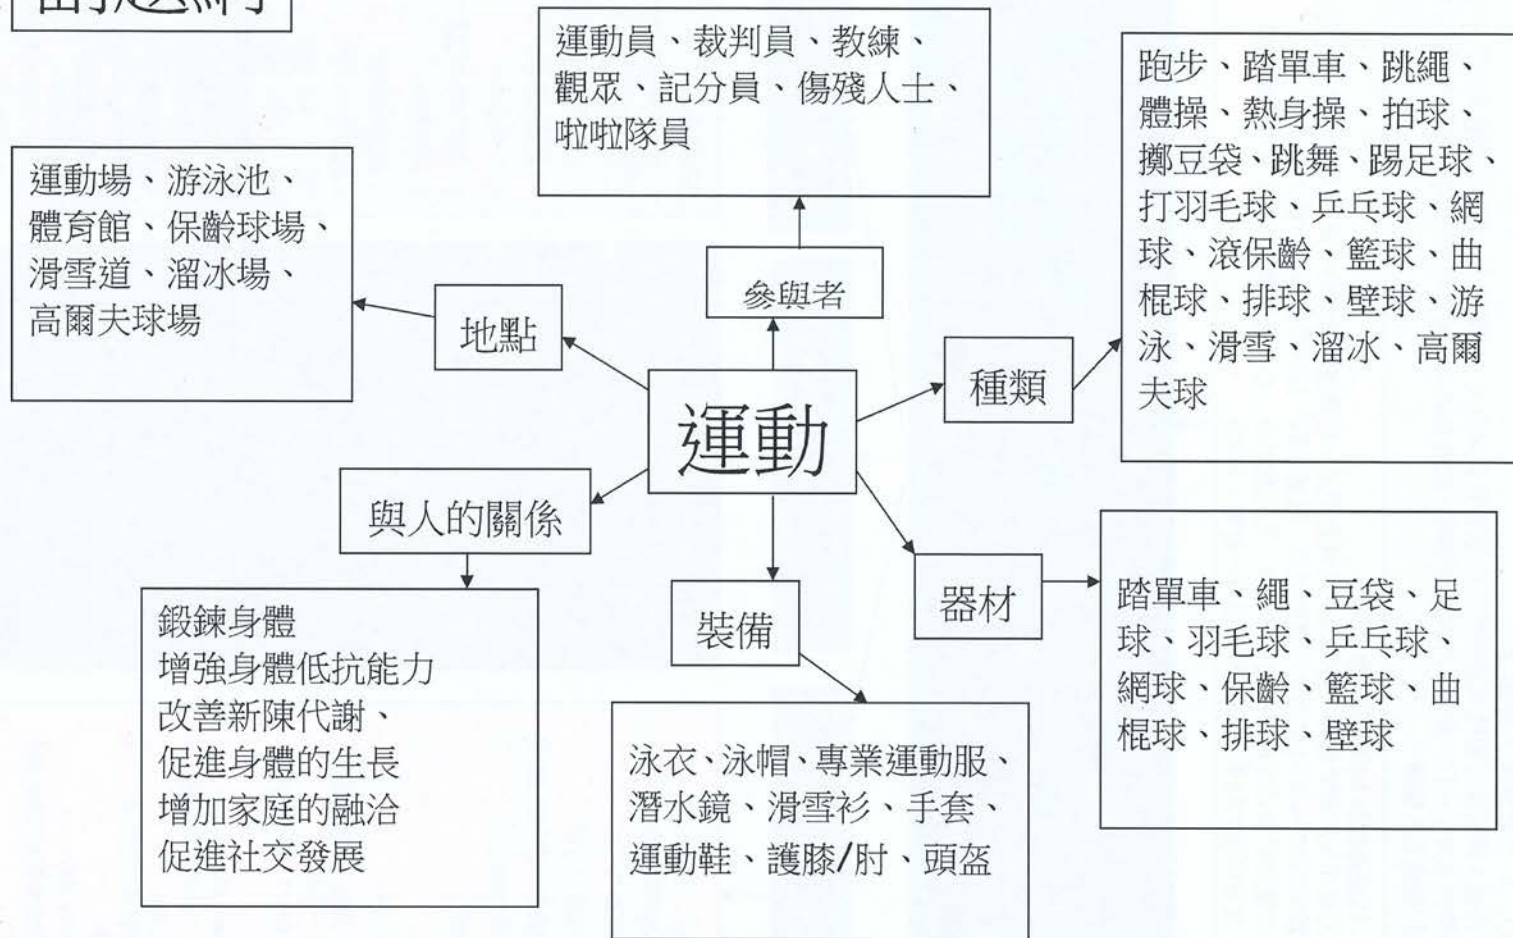 運動員、裁判員、教練、
觀眾、記分員、傷殘人士、
啦啦隊員
跑步、踏單車、跳繩、
體操、熱身操、拍球、
擲豆袋、跳舞、踢足球、
打羽毛球、乒乓球、網
球、滾保齡、籃球、曲
棍球、排球、壁球、游
泳、滑雪、溜冰、高爾
夫球
運動場、游泳池、
體育館、保齡球場、
滑雪道、溜冰場、
高爾夫球場
參與者
地點
種類
運動
與人的關係
裝備
器材
踏單車、繩、豆袋、足
球、羽毛球、乒乓球、
網球、保齡、籃球、曲
棍球、排球、壁球
鍛鍊身體
增強身體低抗能力
改善新陳代謝、
促進身體的生長
增加家庭的融洽
促進社交發展
泳衣、泳帽、專業運動服、
潛水鏡、滑雪衫、手套、
運動鞋、護膝/肘、頭盔